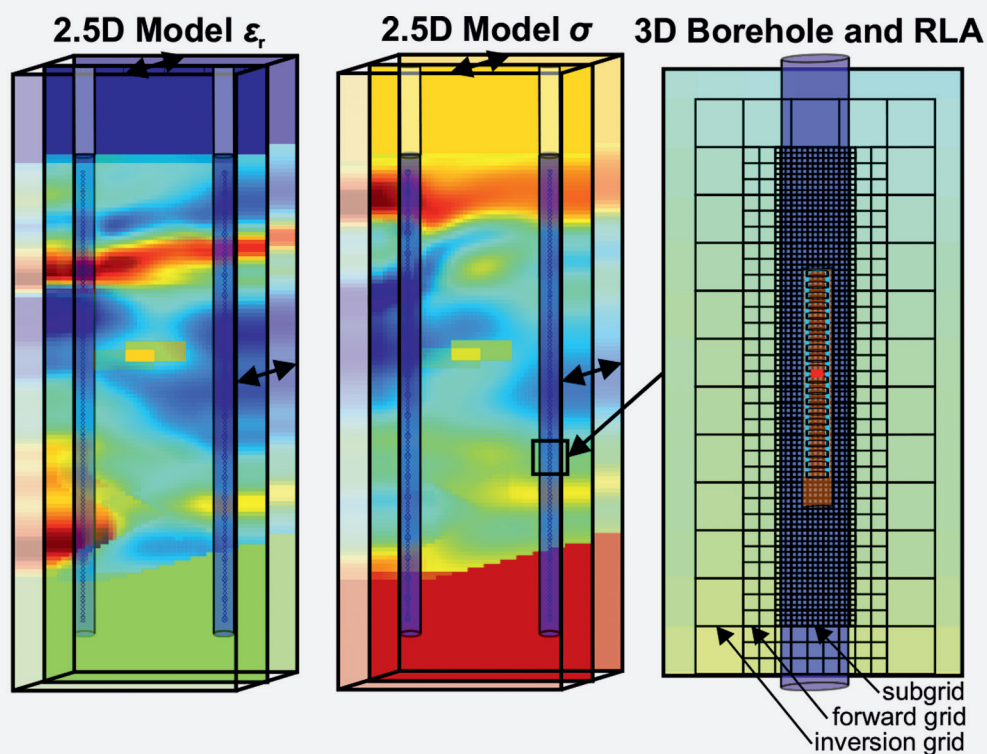 2.5D Model εr
2.5D Model σ
3D Borehole and RLA
subgrid
forward grid
inversion grid